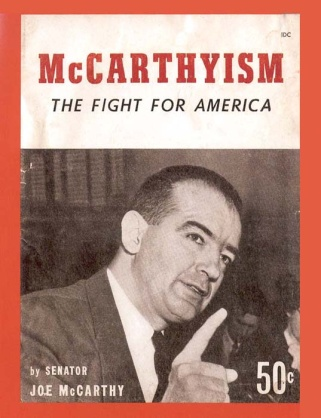 IDC
McCARTHYISM
THE FIGHT FOR AMERICA
by SENATOR
JOE McCARTHY
50¢